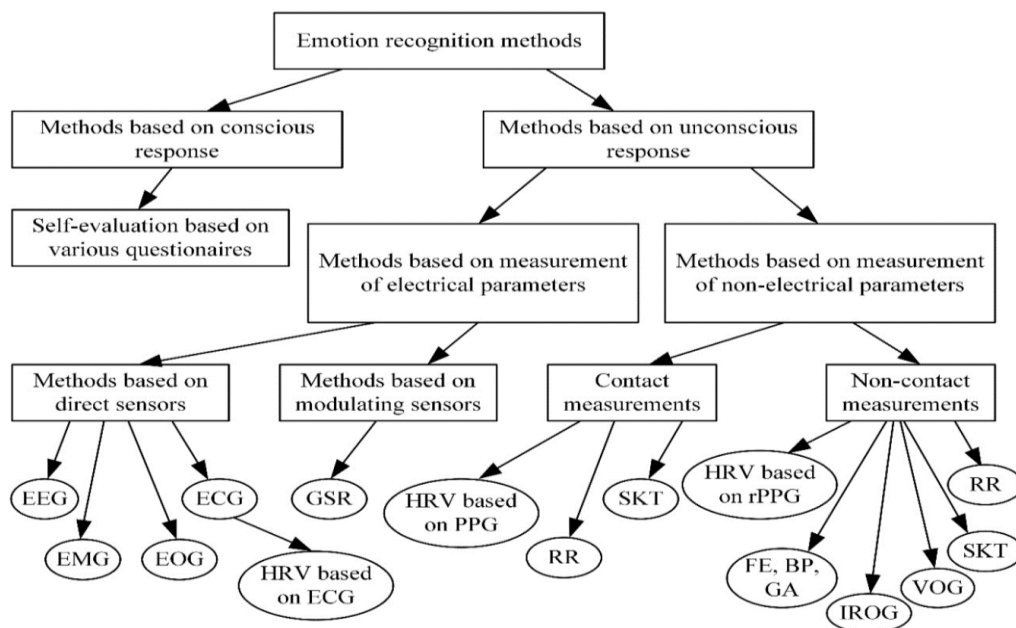 Emotion recognition methods
Methods based on conscious
response
Methods based on unconscious
response
Self-evaluation based on
various questionaires
Methods based on measurement
of electrical parameters
Methods based on measurement
of non-electrical parameters
Methods based on
direct sensors
Methods based on
modulating sensors
Contact
measurements
Non-contact
measurements
EEG
EMG
EOG
ECG
HRV based
on ECG
GSR
HRV based
on PPG
RR
SKT
HRV based
on rPPG
FE, BP,
GA
IROG
VOG
SKT
RR